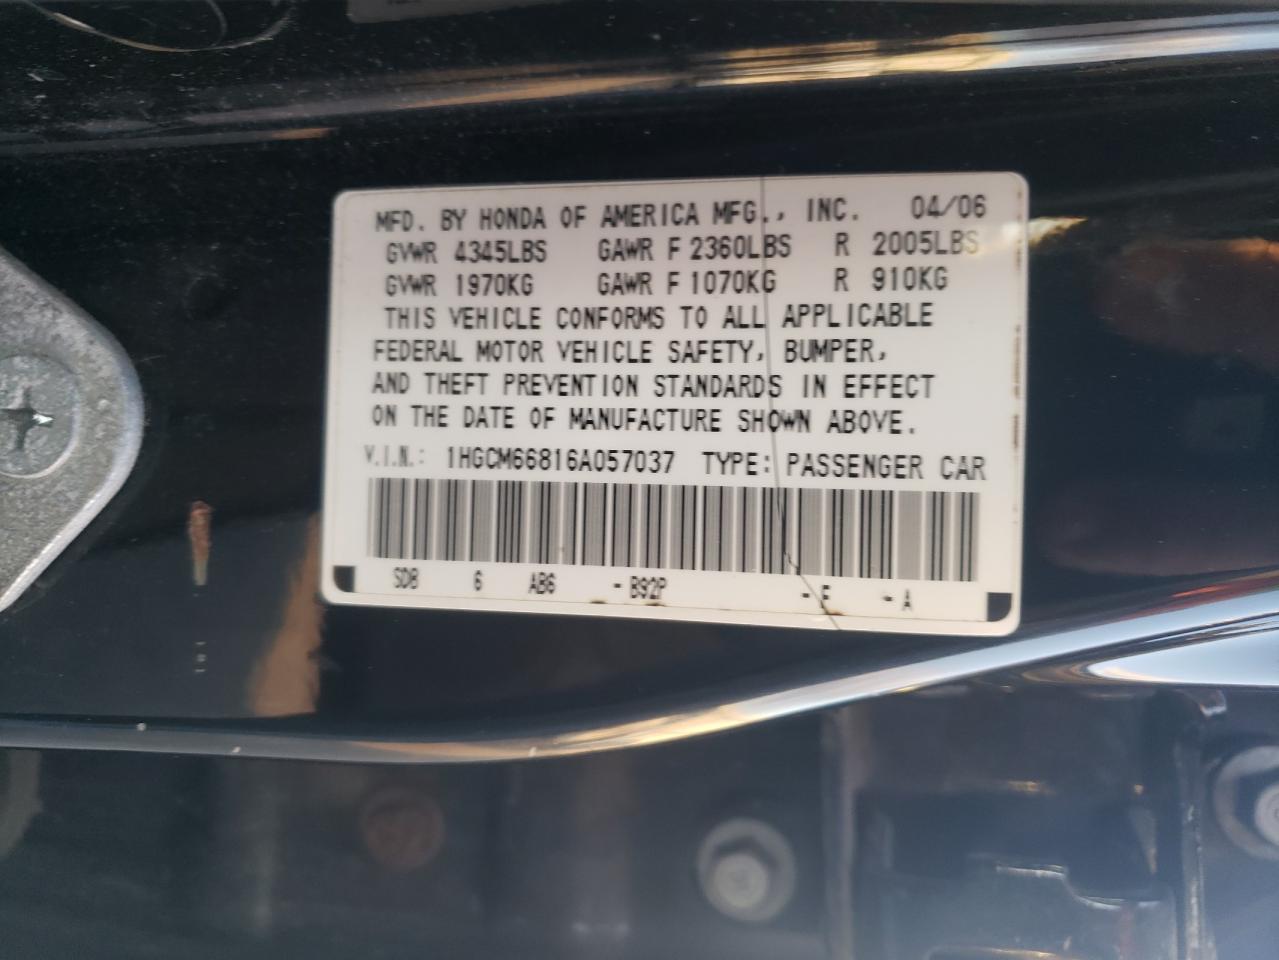 MFD. BY HONDA OF AMERICA MFG., INC. 04/06
GVWR 4345LBS GAWR F 2360LBS R 2005LBS
GVWR 1970KG GAWR F 1070KG R 910KG
THIS VEHICLE CONFORMS TO ALL APPLICABLE
FEDERAL MOTOR VEHICLE SAFETY, BUMPER,
AND THEFT PREVENTION STANDARDS IN EFFECT
ON THE DATE OF MANUFACTURE SHOWN ABOVE.
V.I.N.: 1HGCM66816A057037 TYPE: PASSENGER CAR
SDB 6 AB6 - B92P - F - A